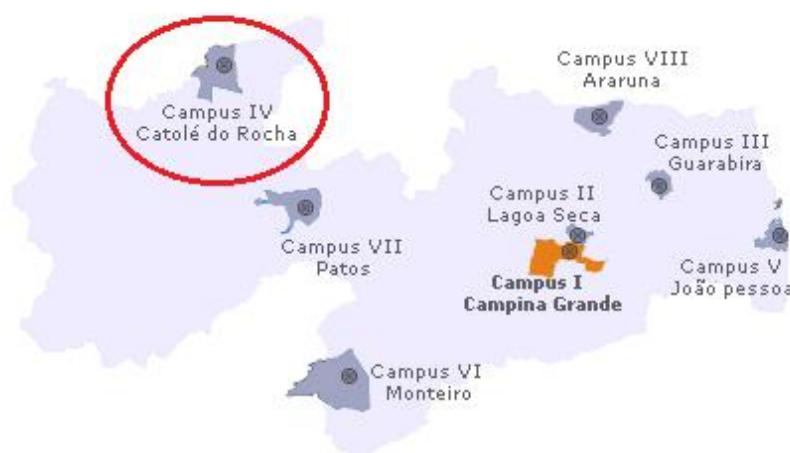 Campus VIII
Araruna
Campus IV
Catolé do Rocha
Campus III
Guarabira
Campus II
Lagoa Seca
Campus VII
Patos
Campus V
João pessoa
Campus I
Campina Grande
Campus VI
Monteiro